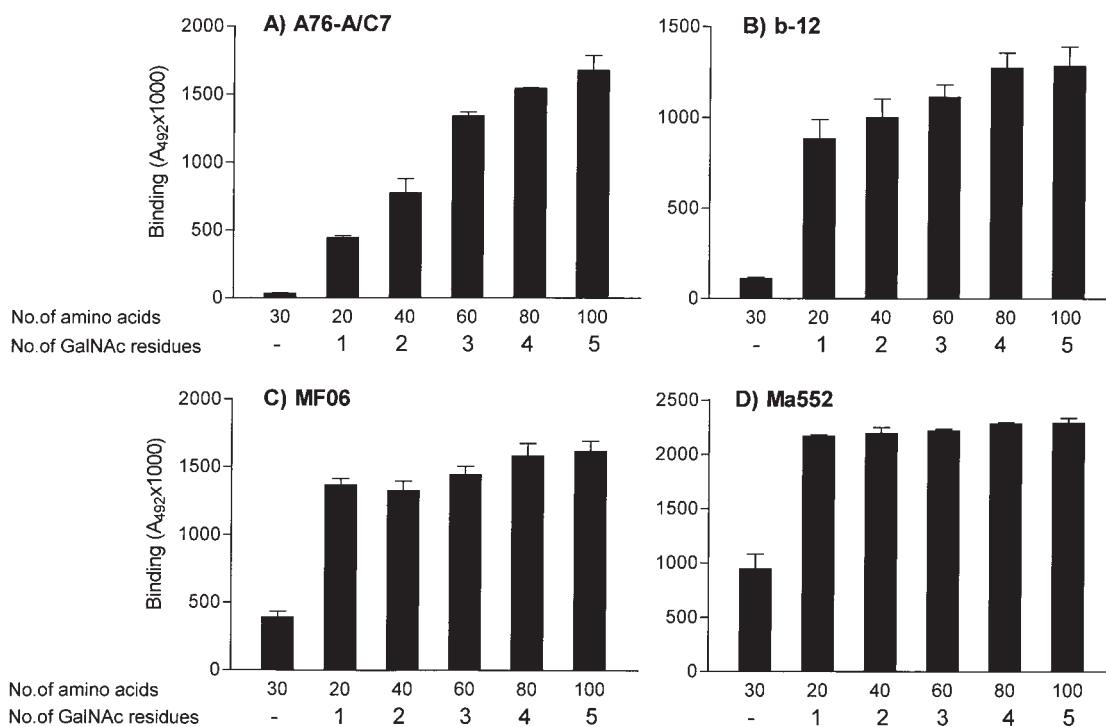 A) A76-A/C7
Binding (A492x1000)
2000
1500
1000
500
0
No.of amino acids 30 20 40 60 80 100
No.of GalNAc residues - 1 2 3 4 5
B) b-12
1500
1000
500
0
30 20 40 60 80 100
- 1 2 3 4 5
C) MF06
Binding (A492x1000)
2000
1500
1000
500
0
No.of amino acids 30 20 40 60 80 100
No.of GalNAc residues - 1 2 3 4 5
D) Ma552
2500
2000
1500
1000
500
0
30 20 40 60 80 100
- 1 2 3 4 5